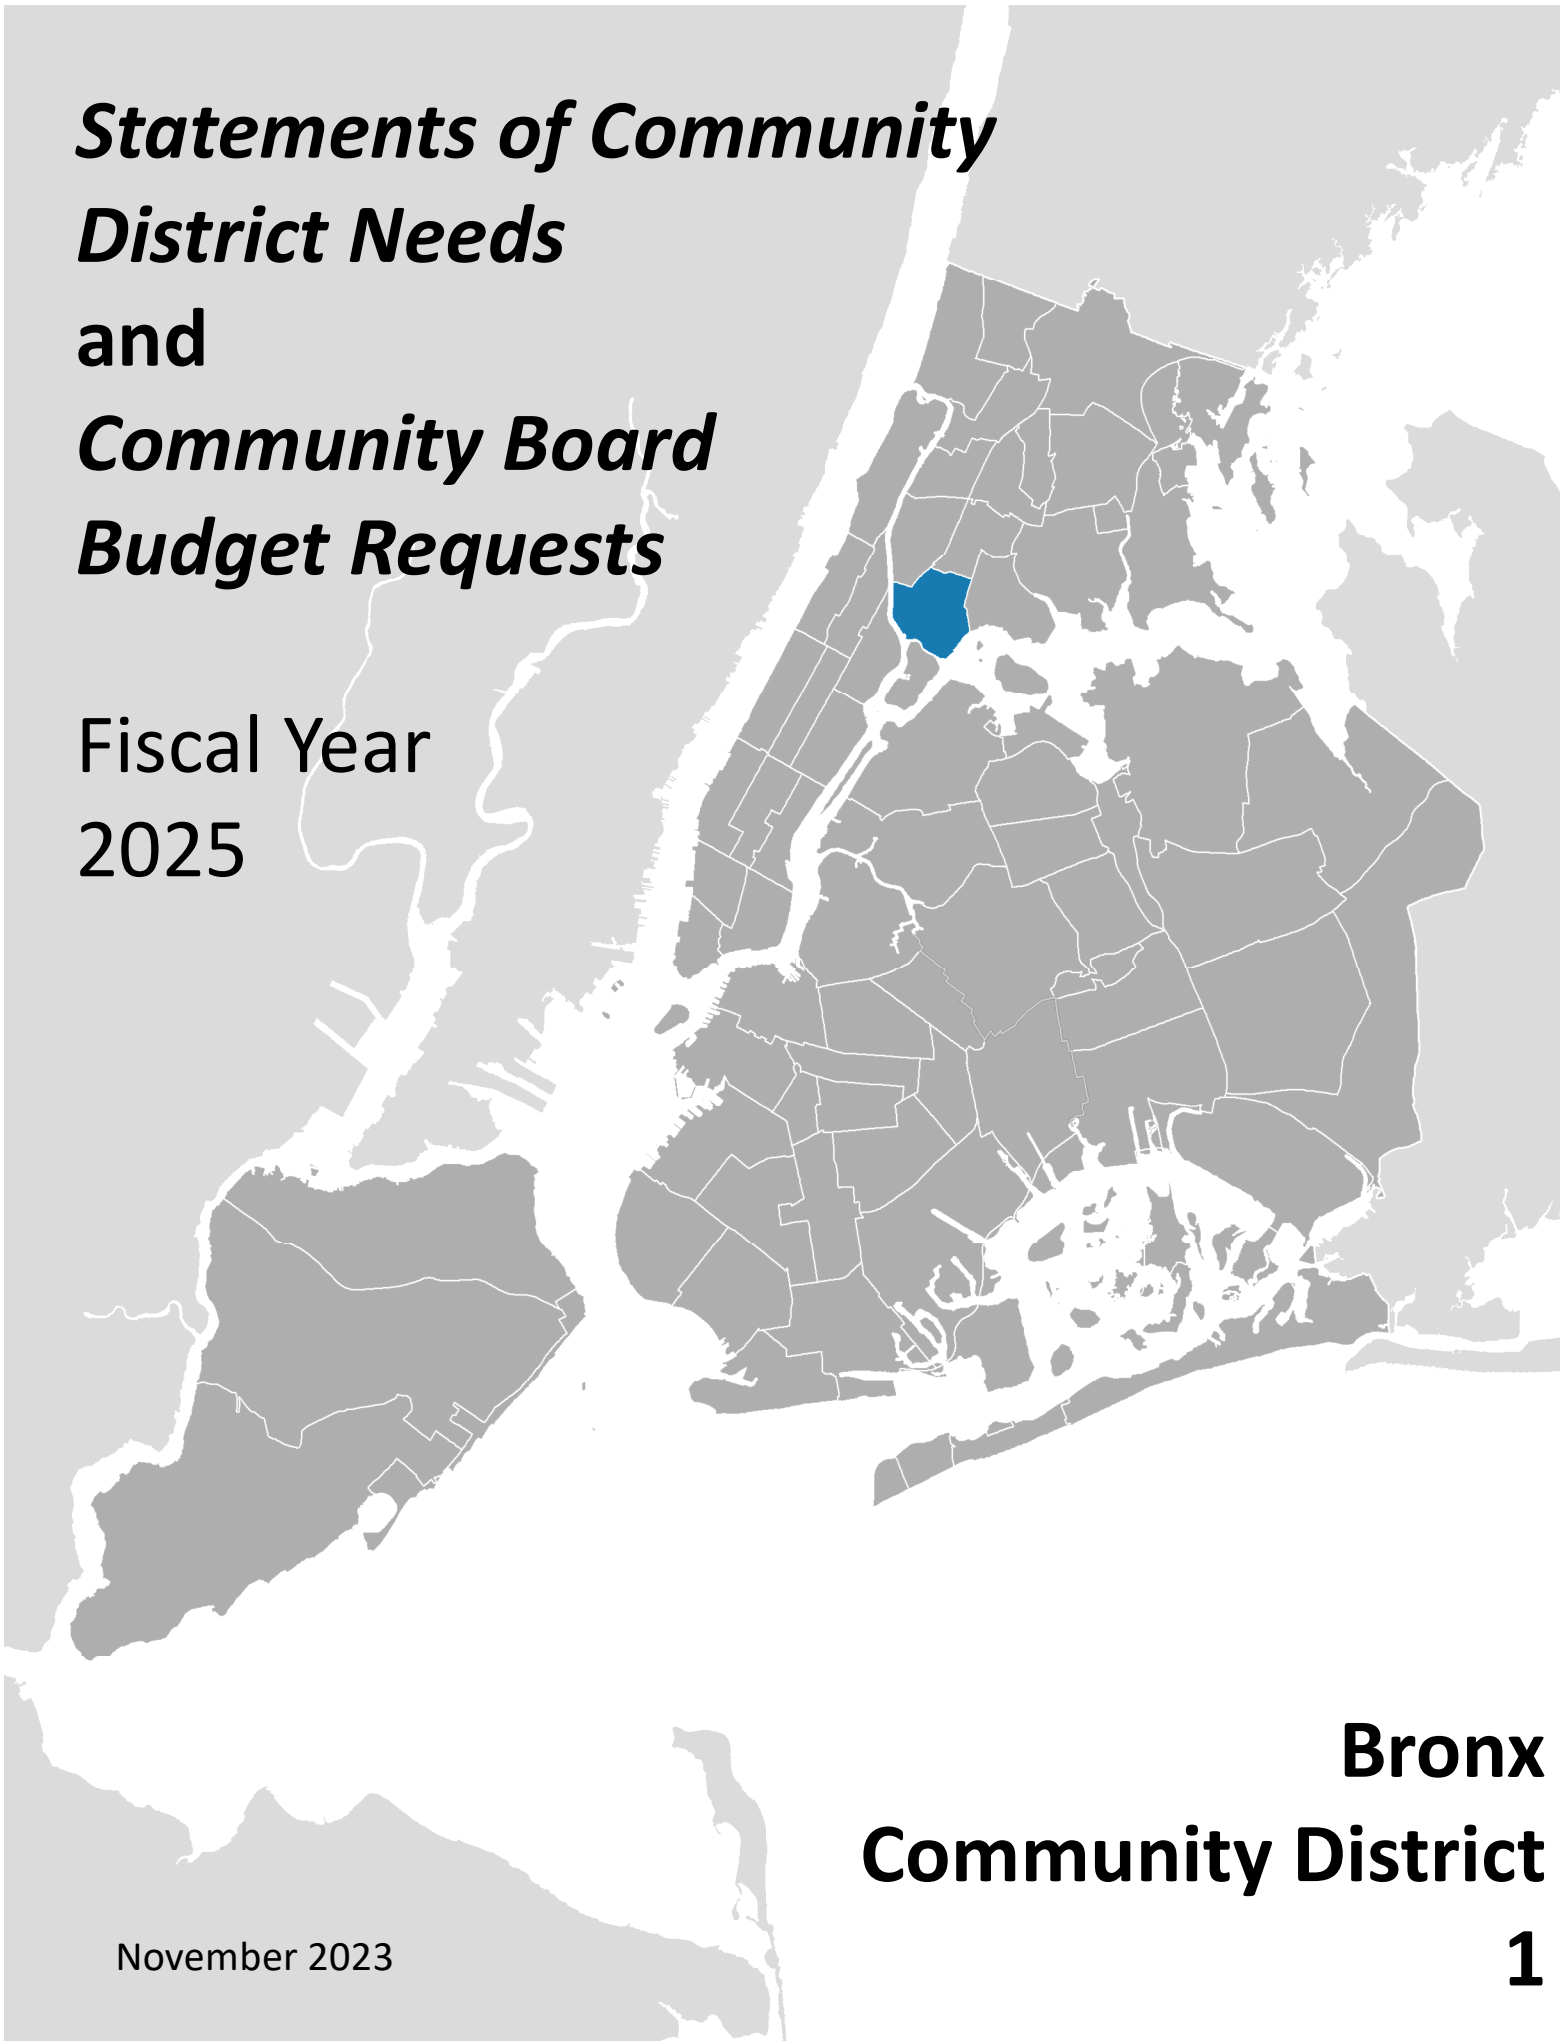 Statements of Community
District Needs
and
Community Board
Budget Requests
Fiscal Year
2025
Bronx
Community District
1
November 2023